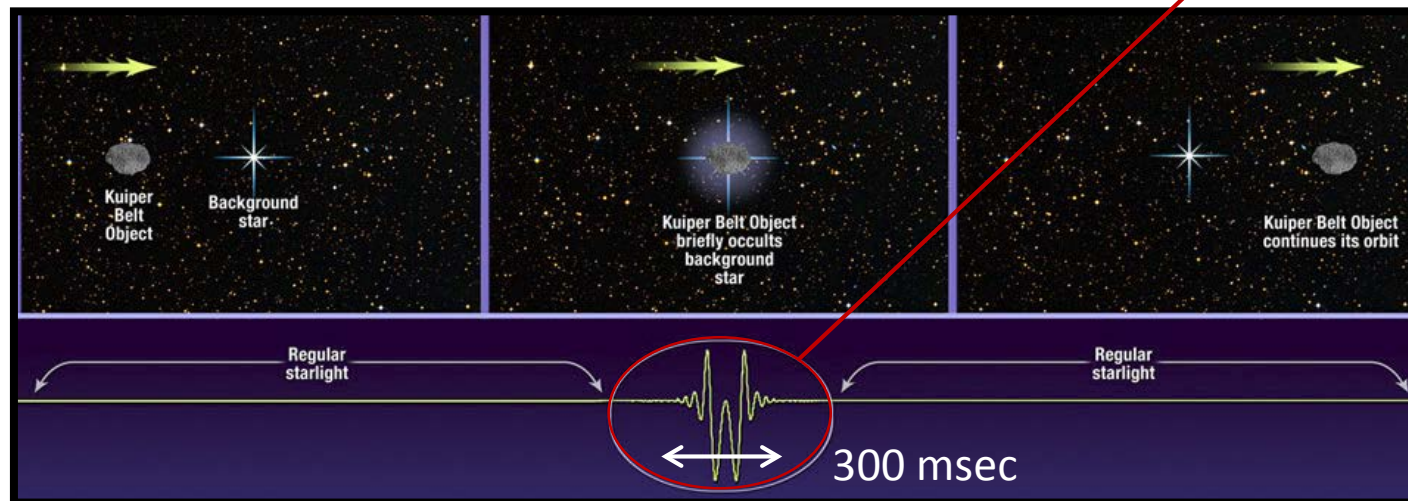 Kuiper
Belt
Object
Background
star
Kuiper Belt Object
briefly occults
background
star
Kuiper Belt Object
continues its orbit
Regular
starlight
Regular
starlight
300 msec